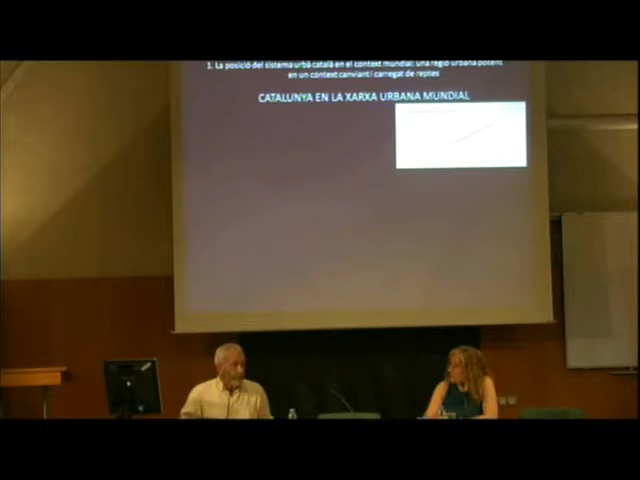 1. La posició del sistema urbà català en el context mundial: una regió urbana potent
en un context canviant i carregat de reptes
CATALUNYA EN LA XARXA URBANA MUNDIAL